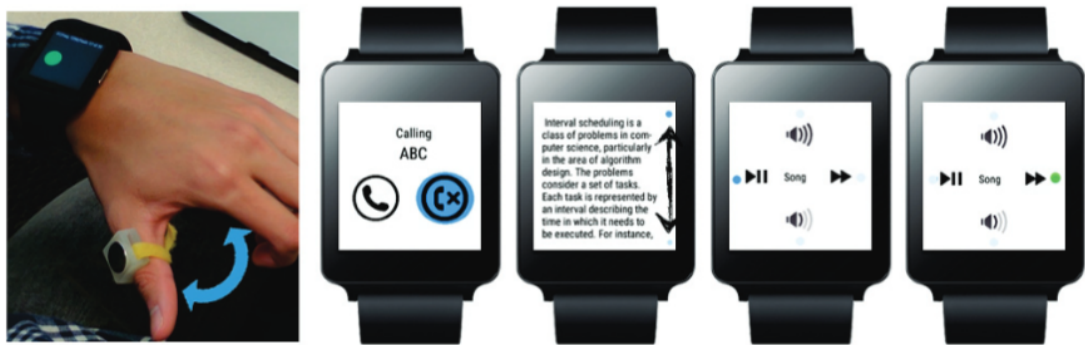 Calling
ABC
Interval scheduling is a
class of problems in com-
puter science, particularly
in the area of algorithm
design. The problems
consider a set of tasks.
Each task is represented by
an interval describing the
time in which it needs to
be executed. For instance,
Song
Song